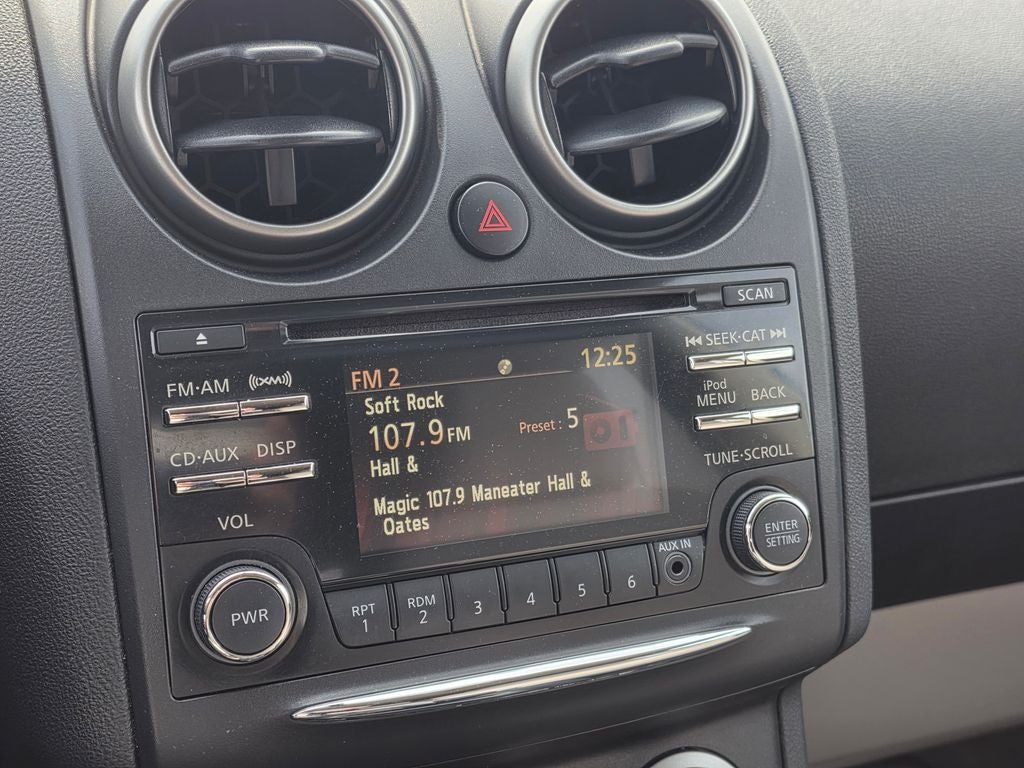 SCAN
FM·AM
((XM))
SEEK·CAT
CD·AUX
DISP
iPod
MENU
BACK
VOL
TUNE·SCROLL
FM 2
12:25
Soft Rock
107.9 FM
Preset : 5
Hall &
Magic 107.9 Maneater Hall &
Oates
PWR
RPT
1
RDM
2
3
4
5
6
AUX IN
ENTER
SETTING